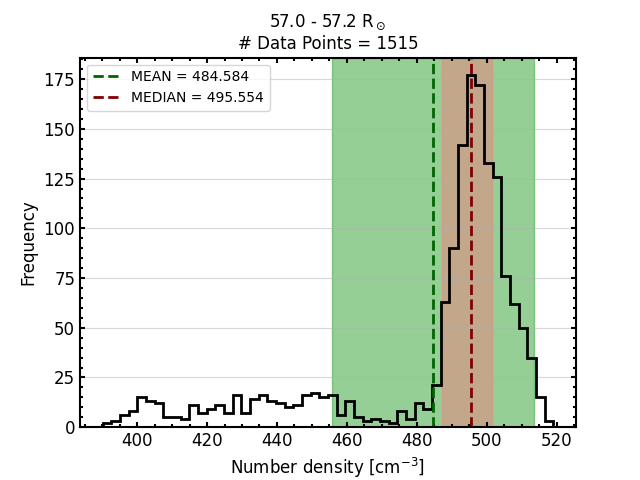 57.0 - 57.2 R⊙
# Data Points = 1515
MEAN = 484.584
MEDIAN = 495.554
175
150
125
100
75
50
25
0
Frequency
400 420 440 460 480 500 520
Number density [cm⁻³]